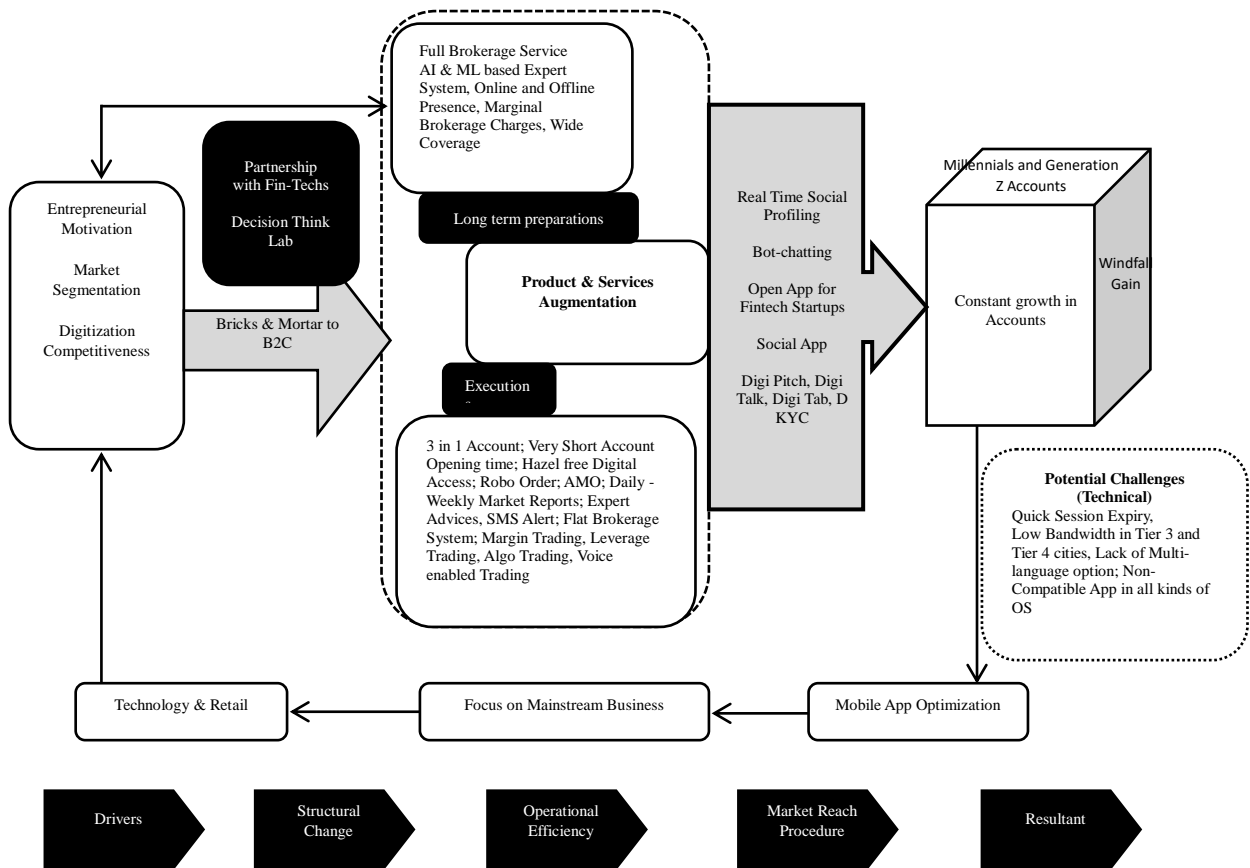 Full Brokerage Service
AI & ML based Expert
System, Online and Offline
Presence, Marginal
Brokerage Charges, Wide
Coverage
Partnership
with Fin-Techs
Decision Think
Lab
Entrepreneurial
Motivation
Market
Segmentation
Digitization
Competitiveness
Bricks & Mortar to
B2C
Long term preparations
Product & Services
Augmentation
Execution
3 in 1 Account; Very Short Account
Opening time; Hazel free Digital
Access; Robo Order; AMO; Daily -
Weekly Market Reports; Expert
Advices, SMS Alert; Flat Brokerage
System; Margin Trading, Leverage
Trading, Algo Trading, Voice
enabled Trading
Real Time Social
Profiling
Bot-chatting
Open App for
Fintech Startups
Social App
Digi Pitch, Digi
Talk, Digi Tab, D
KYC
Millennials and Generation
Z Accounts
Constant growth in
Accounts
Windfall
Gain
Potential Challenges
(Technical)
Quick Session Expiry,
Low Bandwidth in Tier 3 and
Tier 4 cities, Lack of Multi-
language option; Non-
Compatible App in all kinds of
OS
Technology & Retail
Focus on Mainstream Business
Mobile App Optimization
Drivers
Structural
Change
Operational
Efficiency
Market Reach
Procedure
Resultant